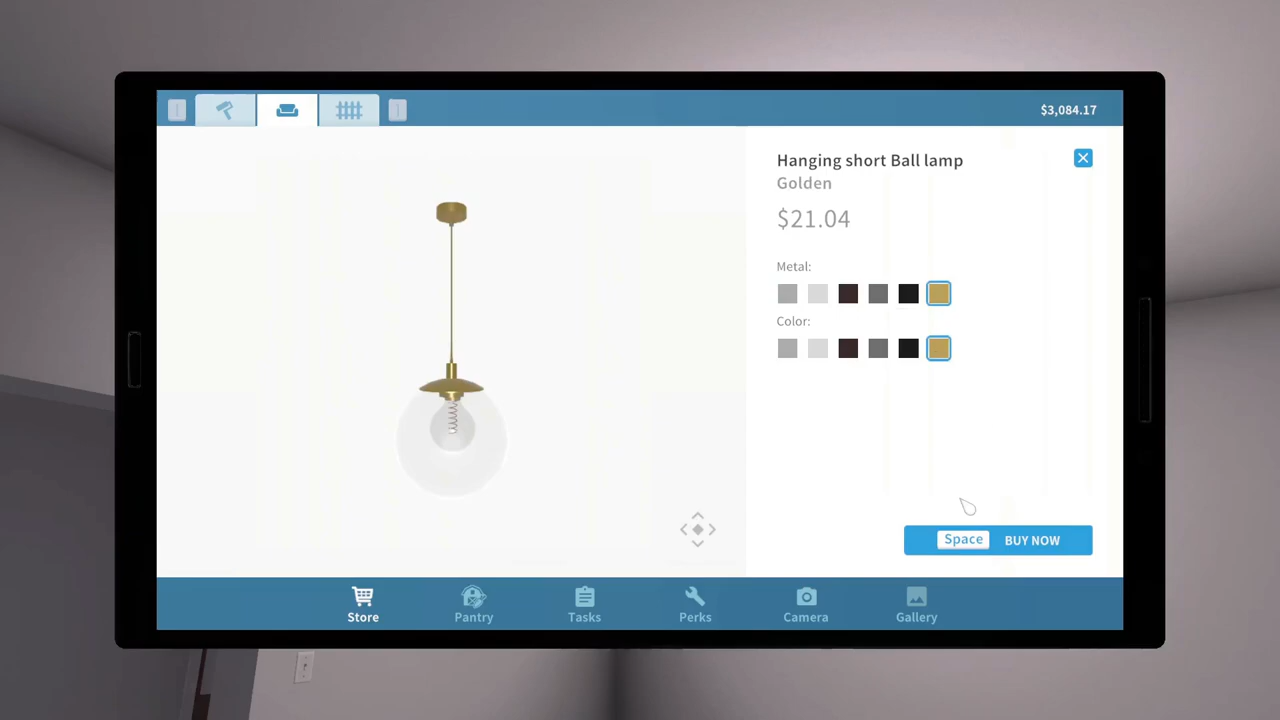 $3,084.17
Hanging short Ball lamp
Golden
$21.04
Metal:
Color:
Space BUY NOW
Store Pantry Tasks Perks Camera Gallery